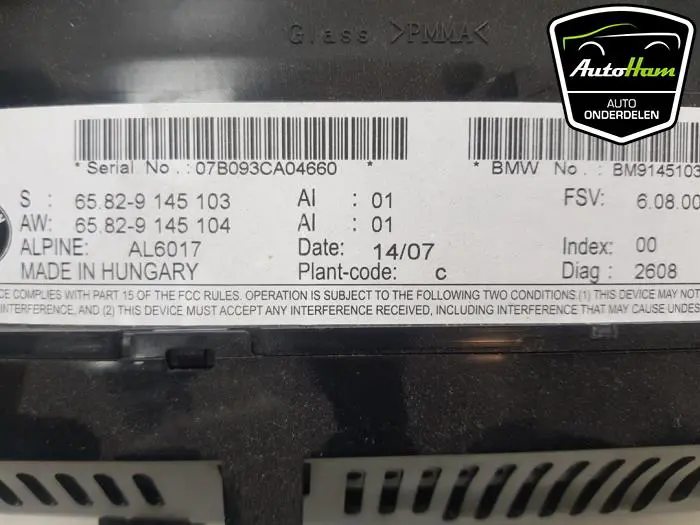 Glass >PMMA<
AutoHam
AUTO
ONDERDELEN
* Serial No.: 07B093CA04660 *
* BMW No.: BM9145103
S : 65.82-9 145 103 AI : 01 FSV: 6.08.00
AW: 65.82-9 145 104 AI : 01
ALPINE: AL6017 Date: 14/07 Index: 00
MADE IN HUNGARY Plant-code: c Diag: 2608
CE COMPLIES WITH PART 15 OF THE FCC RULES. OPERATION IS SUBJECT TO THE FOLLOWING TWO CONDITIONS.(1) THIS DEVICE MAY NOT
INTERFERENCE, AND (2) THIS DEVICE MUST ACCEPT ANY INTERFERENCE RECEIVED, INCLUDING INTERFERENCE THAT MAY CAUSE UNDES